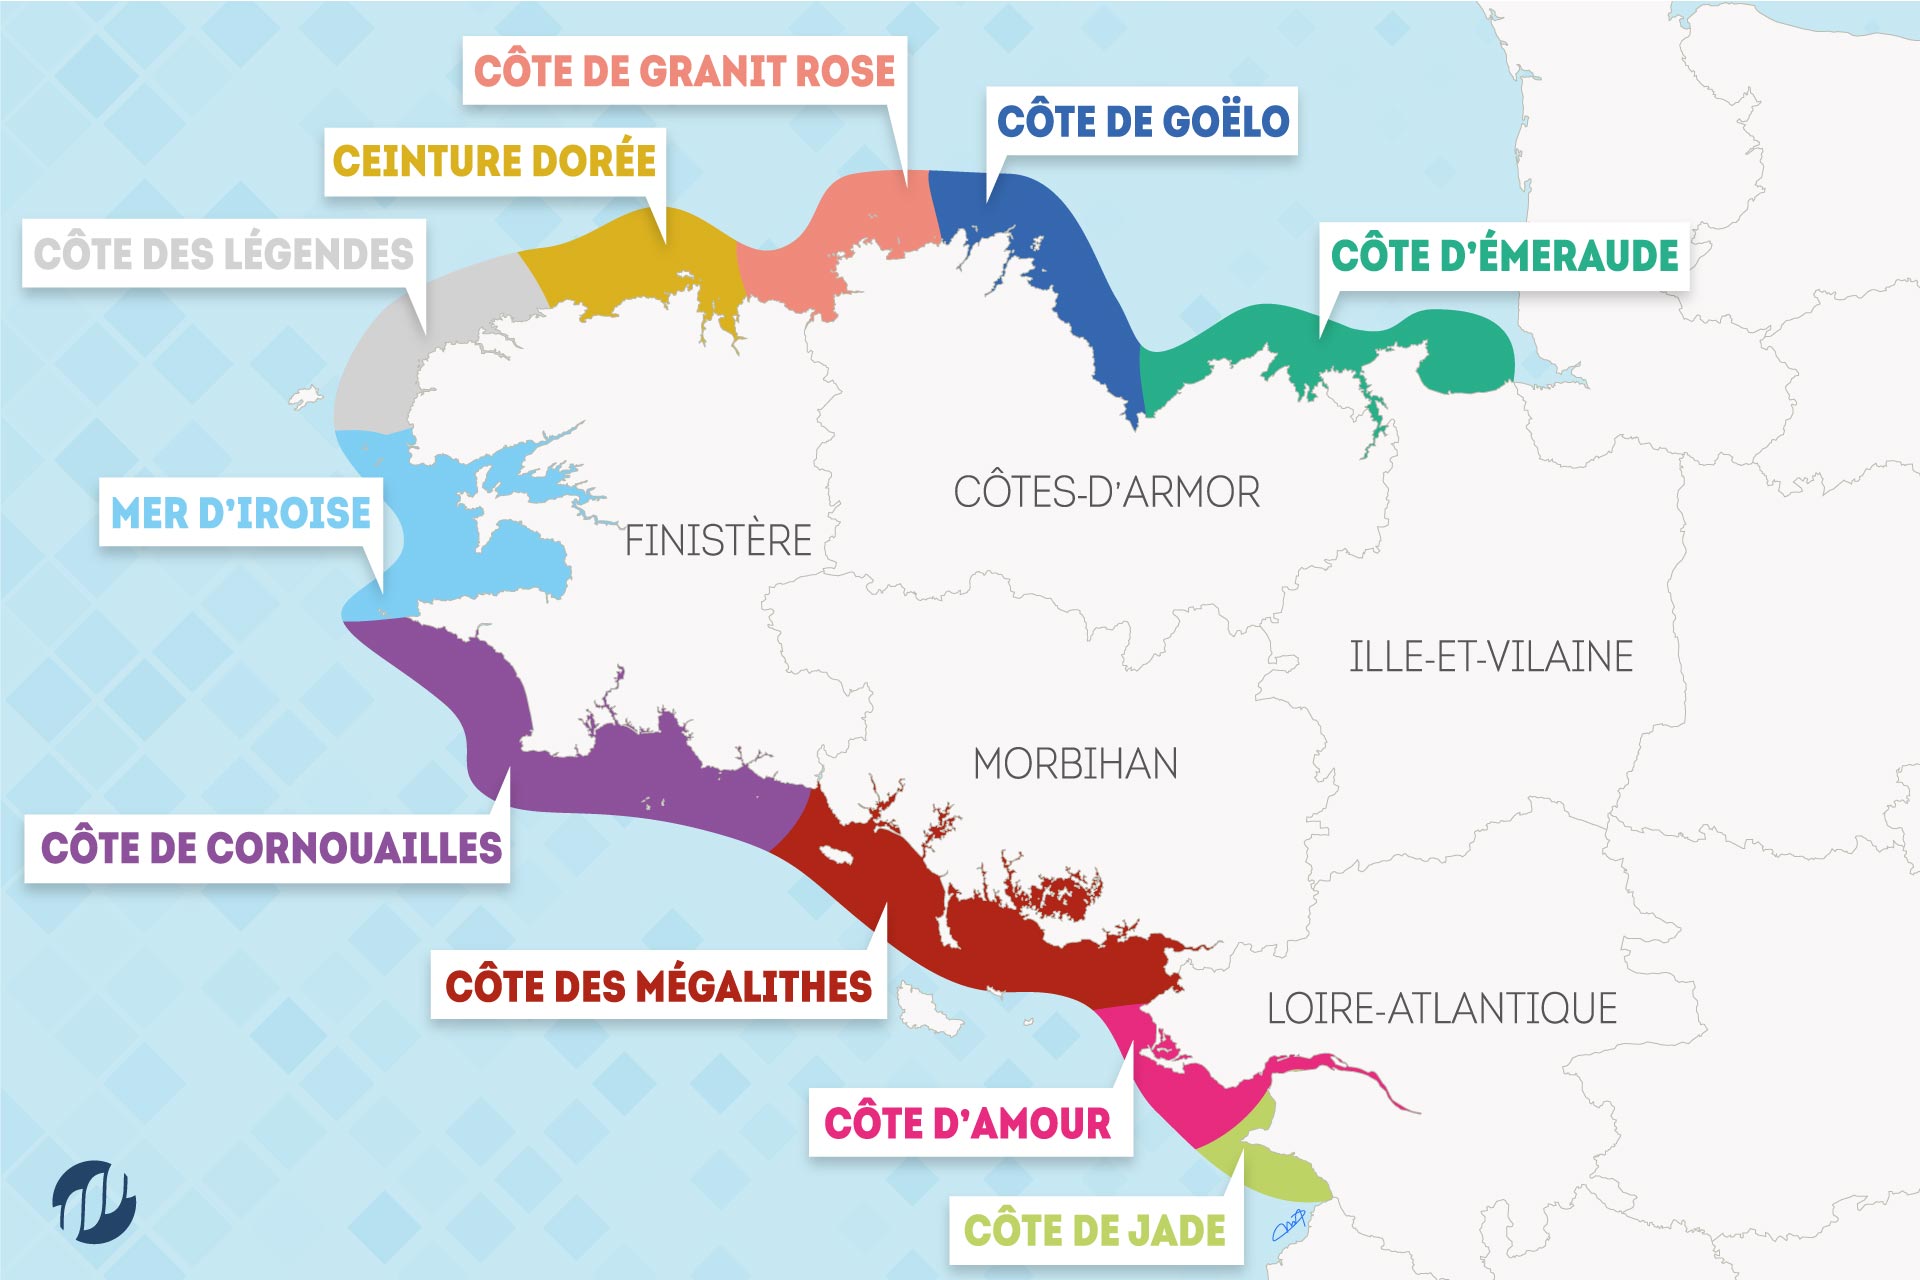 CÔTE DE GRANIT ROSE
CÔTE DE GOËLO
CEINTURE DORÉE
CÔTE DES LÉGENDES
CÔTE D'ÉMERAUDE
MER D'IROISE
CÔTES-D'ARMOR
FINISTÈRE
ILLE-ET-VILAINE
MORBIHAN
CÔTE DE CORNOUAILLES
CÔTE DES MÉGALITHES
LOIRE-ATLANTIQUE
CÔTE D'AMOUR
CÔTE DE JADE